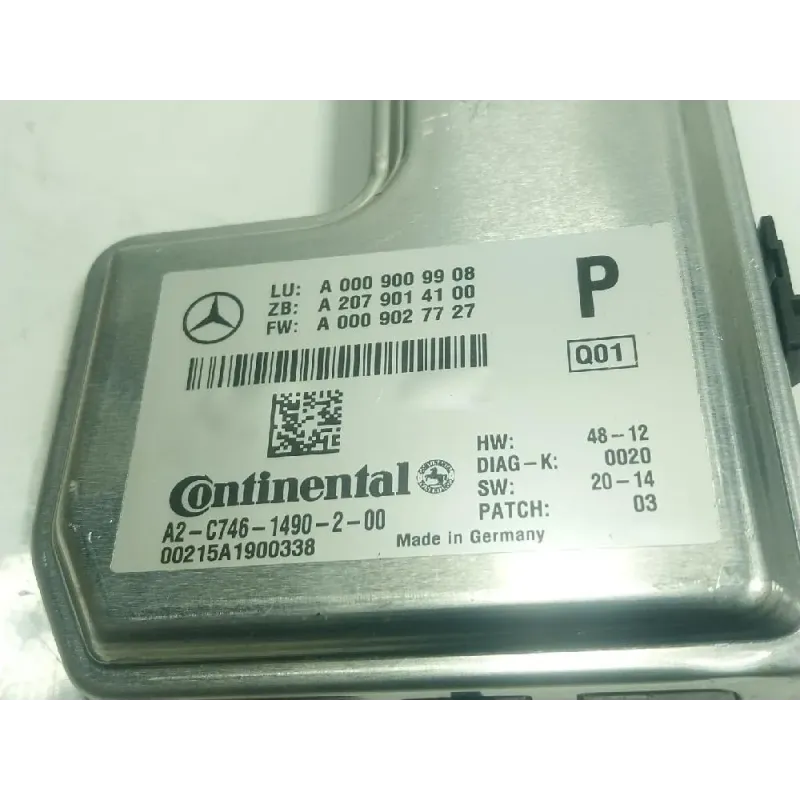 LU: A 000 900 99 08
ZB: A 207 901 41 00
FW: A 000 902 77 27
P
Q01
Continental
A2-C746-1490-2-00
00215A1900338
HW: 48-12
DIAG-K: 0020
SW: 20-14
PATCH: 03
Made in Germany